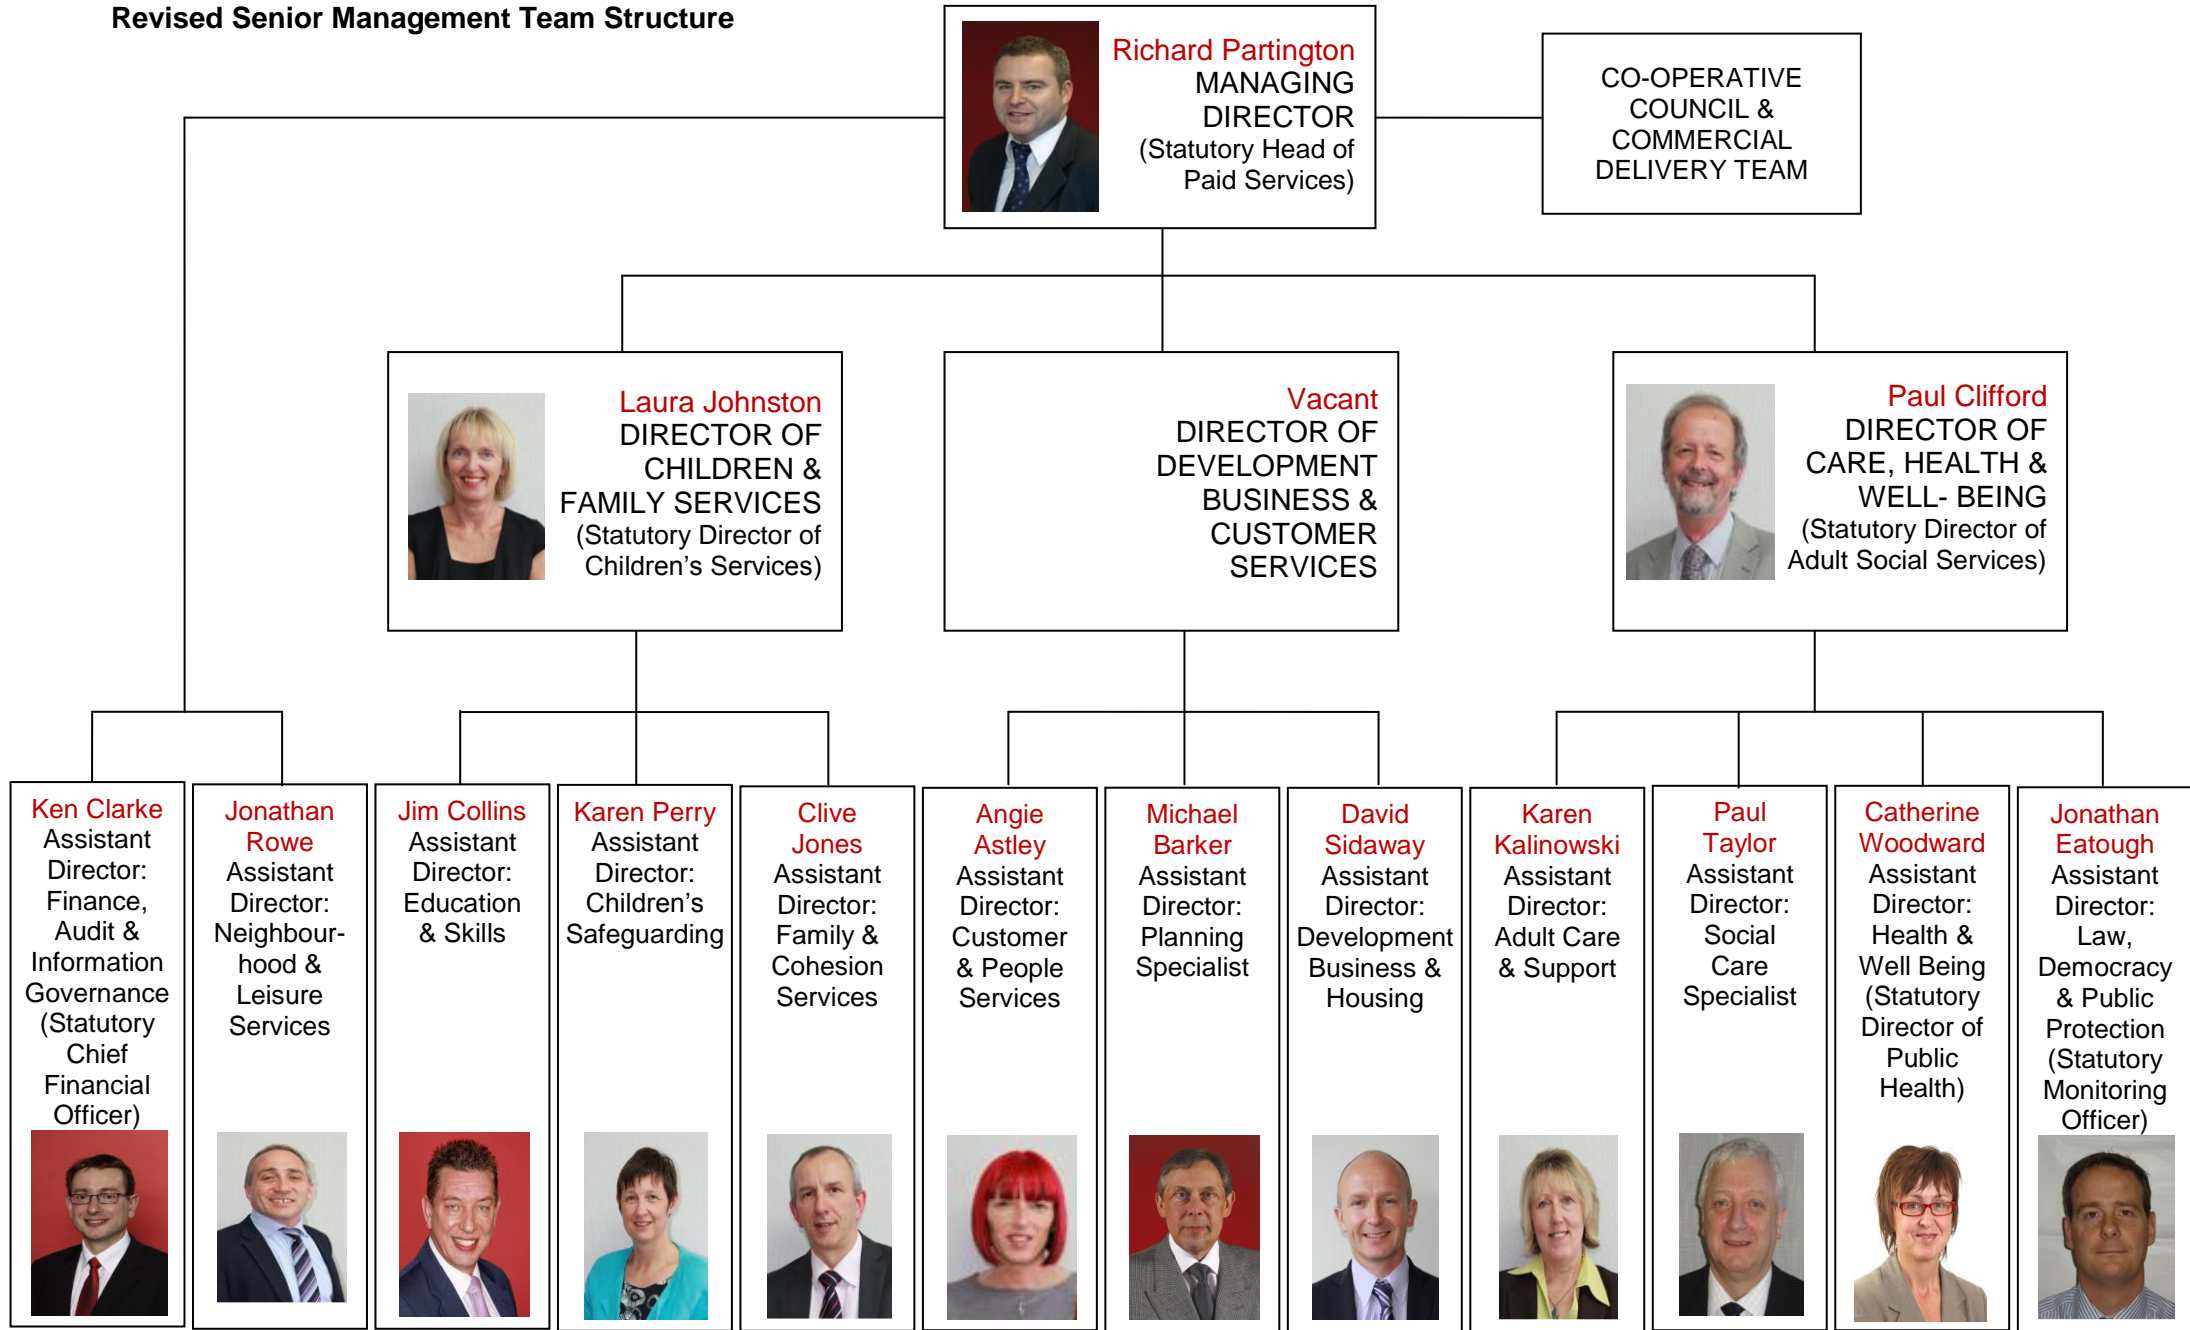 Revised Senior Management Team Structure
Richard Partington
MANAGING
DIRECTOR
(Statutory Head of
Paid Services)
CO-OPERATIVE
COUNCIL &
COMMERCIAL
DELIVERY TEAM
Laura Johnston
DIRECTOR OF
CHILDREN &
FAMILY SERVICES
(Statutory Director of
Children’s Services)
Vacant
DIRECTOR OF
DEVELOPMENT
BUSINESS &
CUSTOMER
SERVICES
Paul Clifford
DIRECTOR OF
CARE, HEALTH &
WELL- BEING
(Statutory Director of
Adult Social Services)
Ken Clarke
Assistant
Director:
Finance,
Audit &
Information
Governance
(Statutory
Chief
Financial
Officer)
Jonathan
Rowe
Assistant
Director:
Neighbour-
hood &
Leisure
Services
Jim Collins
Assistant
Director:
Education
& Skills
Karen Perry
Assistant
Director:
Children’s
Safeguarding
Clive
Jones
Assistant
Director:
Family &
Cohesion
Services
Angie
Astley
Assistant
Director:
Customer
& People
Services
Michael
Barker
Assistant
Director:
Planning
Specialist
David
Sidaway
Assistant
Director:
Development
Business &
Housing
Karen
Kalinowski
Assistant
Director:
Adult Care
& Support
Paul
Taylor
Assistant
Director:
Social
Care
Specialist
Catherine
Woodward
Assistant
Director:
Health &
Well Being
(Statutory
Director of
Public
Health)
Jonathan
Eatough
Assistant
Director:
Law,
Democracy
& Public
Protection
(Statutory
Monitoring
Officer)